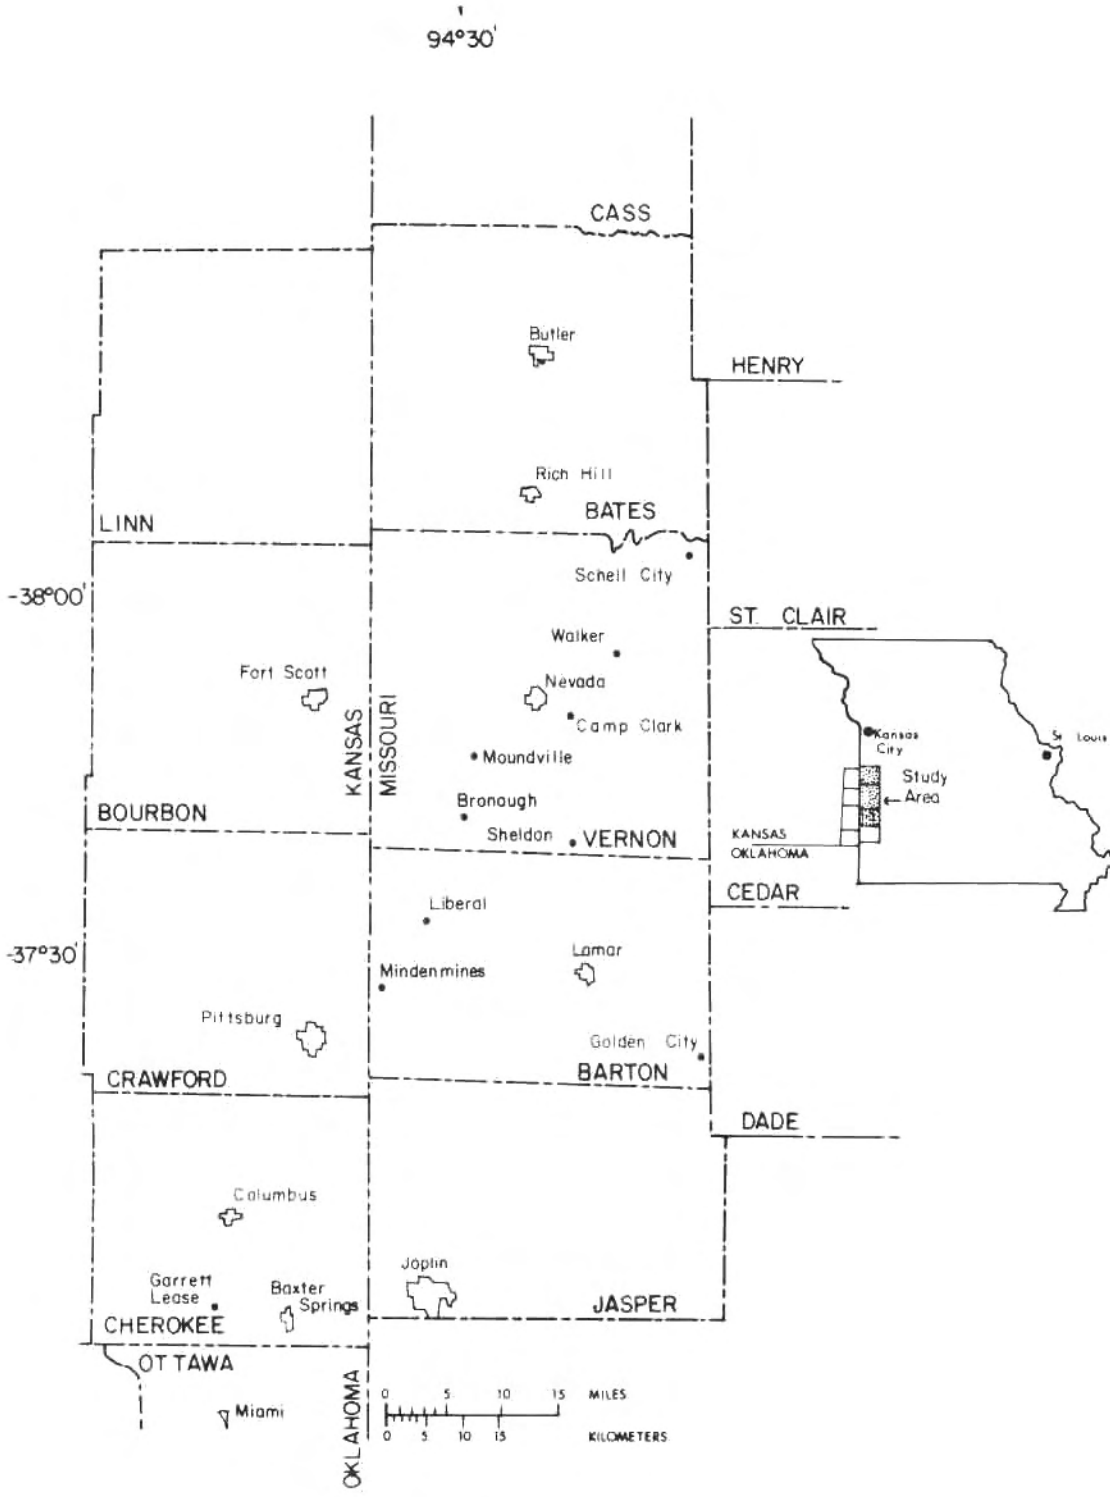 94°30'
CASS
Butler
HENRY
Rich Hill
BATES
LINN
Schell City
-38°00'
ST. CLAIR
Walker
Fort Scott
Nevada
Camp Clark
KANSAS
MISSOURI
Moundville
Bronaugh
BOURBON
Sheldon
VERNON
Kansas
City
St. Louis
Study
Area
KANSAS
OKLAHOMA
CEDAR
Liberal
-37°30'
Lamar
Mindenmines
Pittsburg
Golden City
CRAWFORD
BARTON
DADE
Columbus
Joplin
Garrett
Lease
Baxter
Springs
JASPER
CHEROKEE
OTTAWA
Miami
OKLAHOMA
0 5 10 15 MILES
0 5 10 15 KILOMETERS